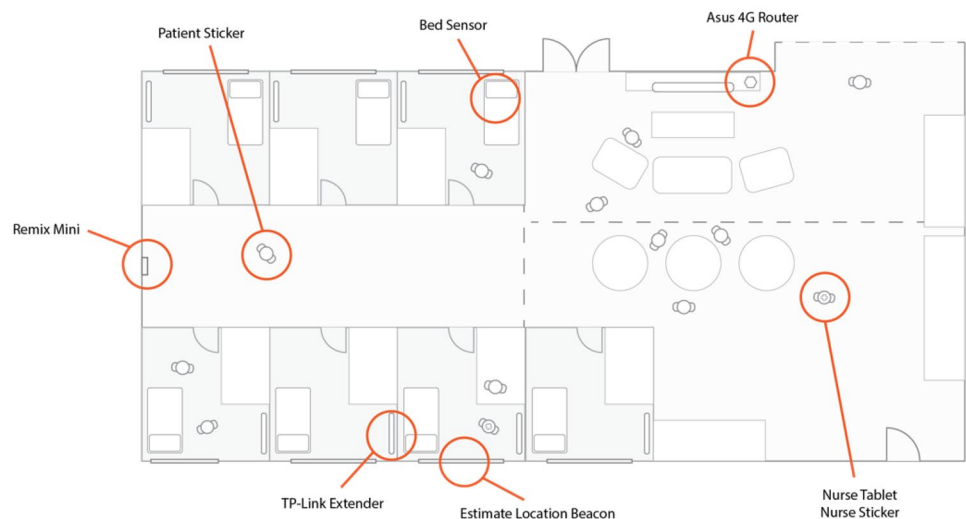 Patient Sticker
Bed Sensor
Asus 4G Router
Remix Mini
TP-Link Extender
Estimate Location Beacon
Nurse Tablet
Nurse Sticker